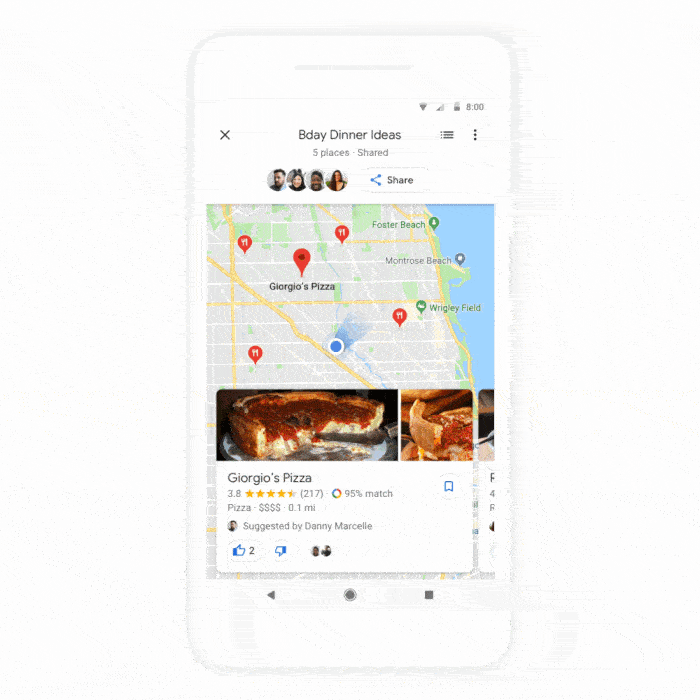 8:00
Bday Dinner Ideas
5 places · Shared
Share
Foster Beach
Montrose Beach
Giorgio's Pizza
Wrigley Field
Giorgio's Pizza
3.8 (217) · 95% match
Pizza · $$$$ · 0.1 mi
Suggested by Danny Marcelie
2